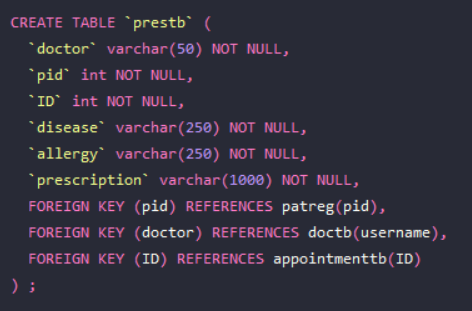 CREATE TABLE `prestb` (
  `doctor` varchar(50) NOT NULL,
  `pid` int NOT NULL,
  `ID` int NOT NULL,
  `disease` varchar(250) NOT NULL,
  `allergy` varchar(250) NOT NULL,
  `prescription` varchar(1000) NOT NULL,
  FOREIGN KEY (pid) REFERENCES patreg(pid),
  FOREIGN KEY (doctor) REFERENCES doctb(username),
  FOREIGN KEY (ID) REFERENCES appointmenttb(ID)
) ;